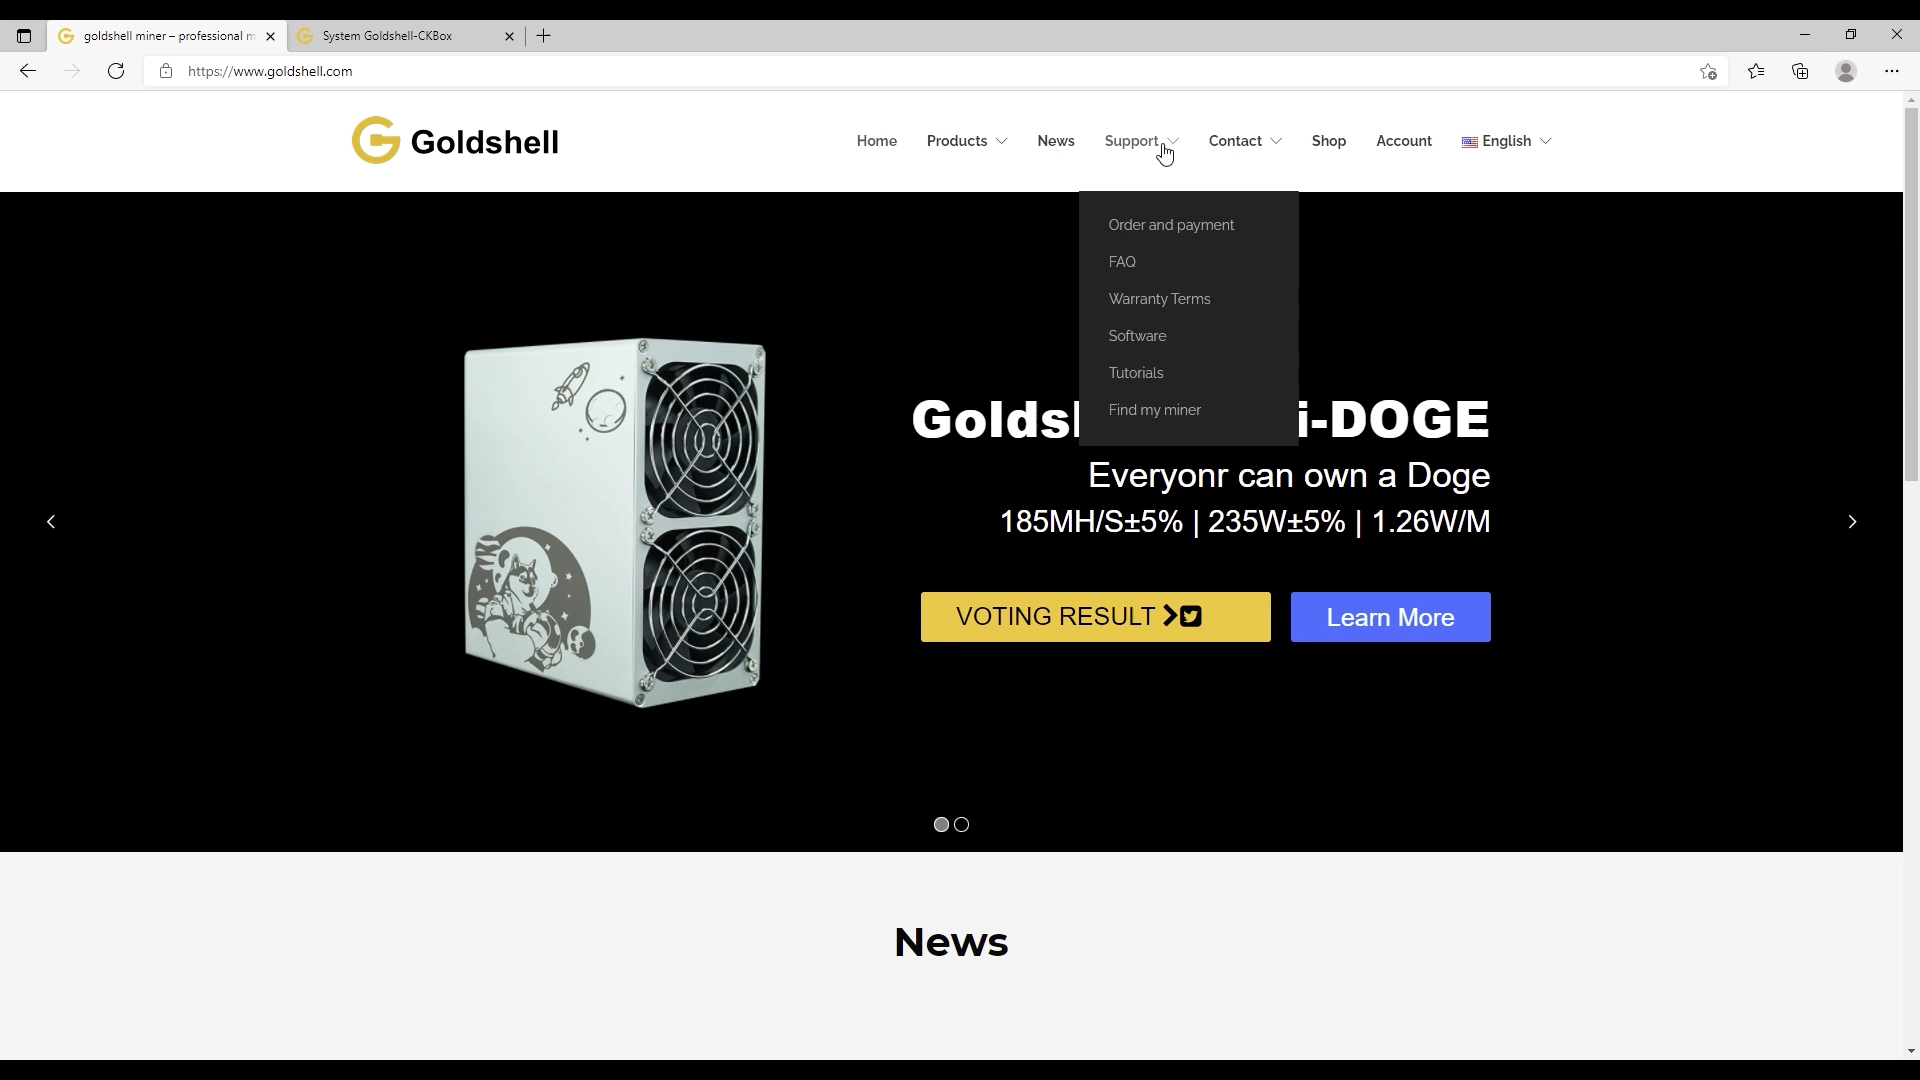 goldshell miner – professional m
System Goldshell-CKBox
https://www.goldshell.com
Goldshell
Home
Products
News
Support
Contact
Shop
Account
English
Order and payment
FAQ
Warranty Terms
Software
Tutorials
Find my miner
Golds i-DOGE
Everyonr can own a Doge
185MH/S±5% | 235W±5% | 1.26W/M
VOTING RESULT
Learn More
News